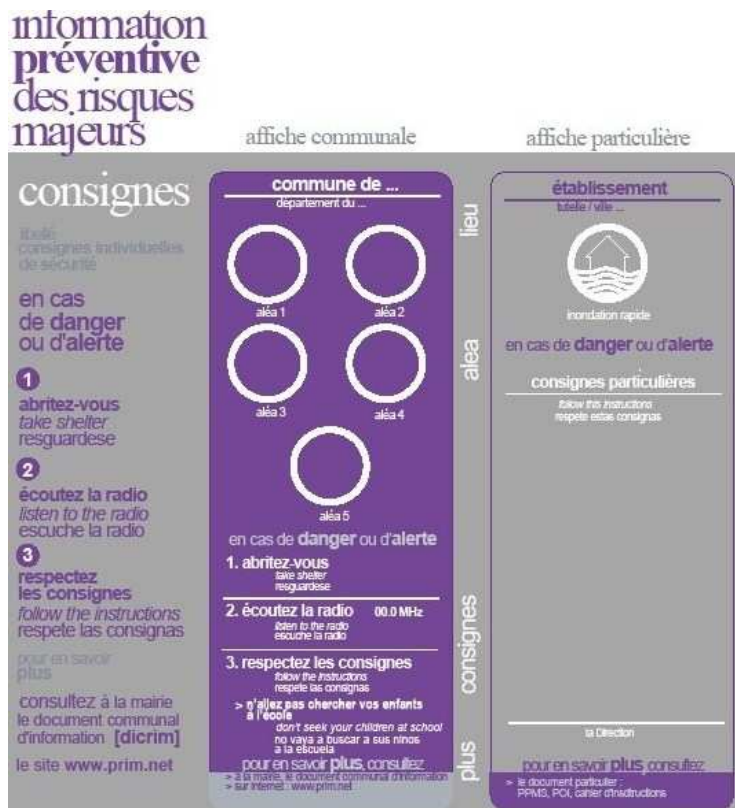 information
préventive
des risques
majeurs
affiche communale
affiche particulière
consignes
libellé
consignes individuelles
de sécurité
en cas
de danger
ou d'alerte
1
abritez-vous
take shelter
resguardese
2
écoutez la radio
listen to the radio
escuche la radio
3
respectez
les consignes
follow the instructions
respete las consignas
pour en savoir
plus
consultez à la mairie
le document communal
d'information [dicrim]
le site www.prim.net
commune de ...
département du ...
aléa 1
aléa 2
aléa 3
aléa 4
aléa 5
en cas de danger ou d'alerte
1. abritez-vous
take shelter
resguardese
2. écoutez la radio 00.0 MHz
listen to the radio
escuche la radio
3. respectez les consignes
follow the instructions
respete las consignas
> n'allez pas chercher vos enfants
à l'école
don't seek your children at school
no vaya a buscar a sus ninos
a la escuela
pour en savoir plus, consultez
> à la mairie, le document communal d'information
> sur internet : www.prim.net
lieu
alea
consignes
plus
établissement
tutelle / ville ...
inondation rapide
en cas de danger ou d'alerte
consignes particulières
follow this instructions
respete estas consignas
la Direction
pour en savoir plus, consultez
> le document particulier :
PPMS, POI, cahier d'insdtructions